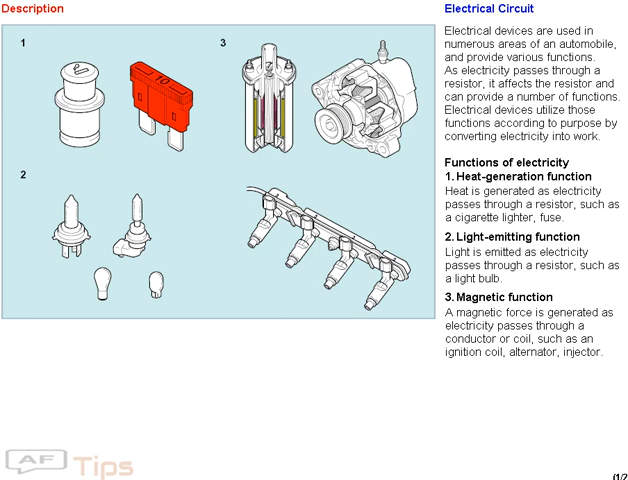 Description
Electrical Circuit
1
3
10
2
Electrical devices are used in
numerous areas of an automobile,
and provide various functions.
As electricity passes through a
resistor, it affects the resistor and
can provide a number of functions.
Electrical devices utilize those
functions according to purpose by
converting electricity into work.
Functions of electricity
1. Heat-generation function
Heat is generated as electricity
passes through a resistor, such as
a cigarette lighter, fuse.
2. Light-emitting function
Light is emitted as electricity
passes through a resistor, such as
a light bulb.
3. Magnetic function
A magnetic force is generated as
electricity passes through a
conductor or coil, such as an
ignition coil, alternator, injector.
AF Tips
(1/2